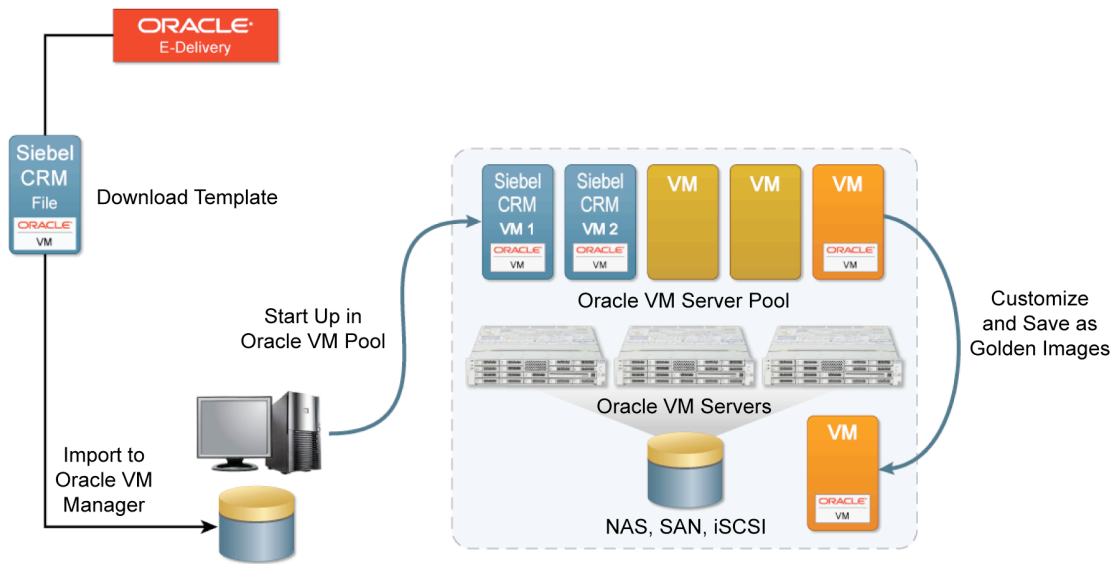 ORACLE
E-Delivery
Siebel
CRM
File
ORACLE
VM
Download Template
Import to
Oracle VM
Manager
Start Up in
Oracle VM Pool
Siebel
CRM
VM 1
ORACLE
VM
Siebel
CRM
VM 2
ORACLE
VM
VM
VM
VM
ORACLE
VM
Oracle VM Server Pool
Oracle VM Servers
NAS, SAN, iSCSI
VM
ORACLE
VM
Customize
and Save as
Golden Images